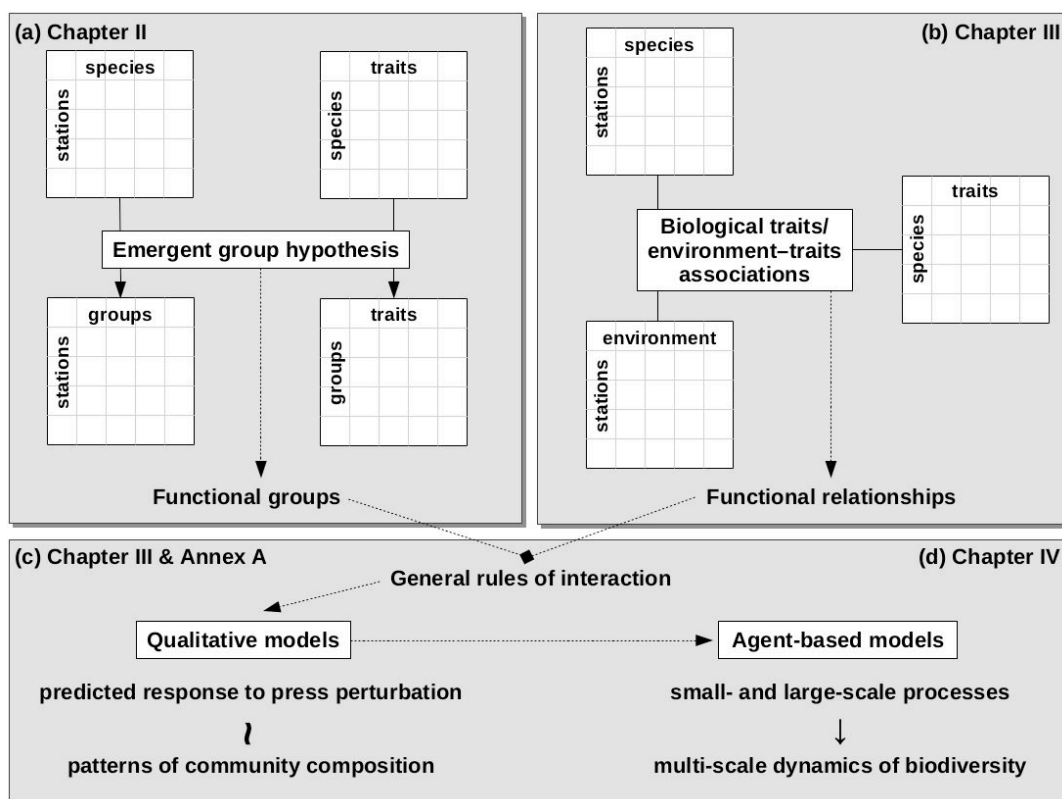 (a) Chapter II
species
stations
traits
species
Emergent group hypothesis
groups
stations
traits
groups
Functional groups
(b) Chapter III
species
stations
Biological traits/
environment–traits
associations
traits
species
environment
stations
Functional relationships
(c) Chapter III & Annex A
(d) Chapter IV
General rules of interaction
Qualitative models
Agent-based models
predicted response to press perturbation
~
patterns of community composition
small- and large-scale processes
↓
multi-scale dynamics of biodiversity